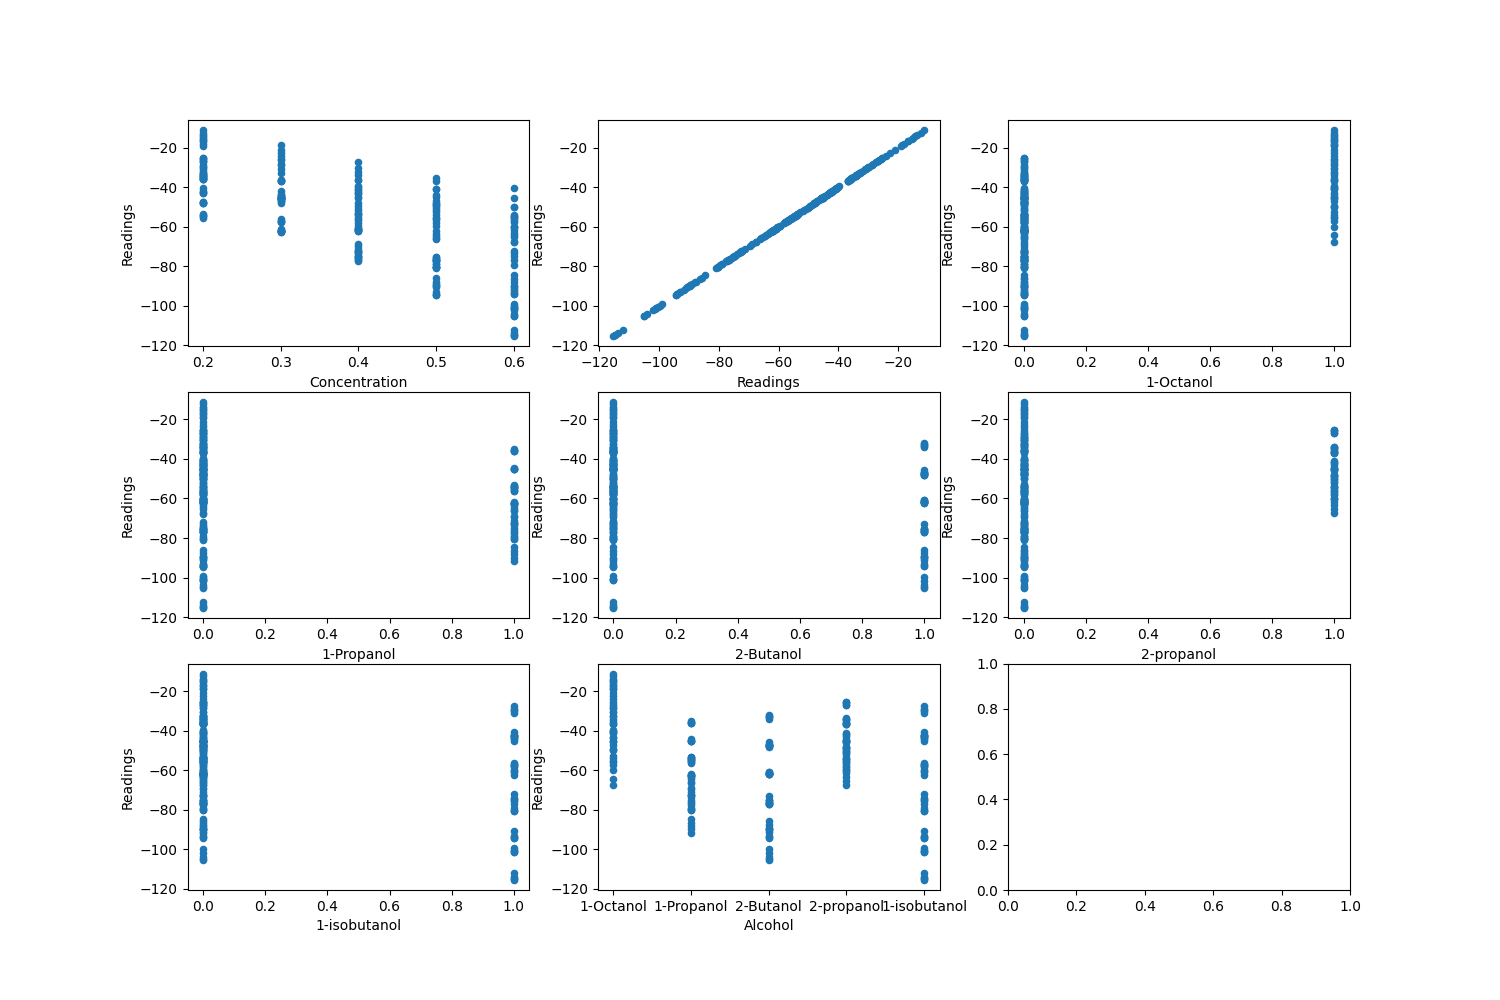 −20
−40
−60
−80
−100
−120
Readings
0.2 0.3 0.4 0.5 0.6
Concentration
−20
−40
−60
−80
−100
−120
Readings
−120 −100 −80 −60 −40 −20
Readings
−20
−40
−60
−80
−100
−120
Readings
0.0 0.2 0.4 0.6 0.8 1.0
1-Octanol
−20
−40
−60
−80
−100
−120
Readings
0.0 0.2 0.4 0.6 0.8 1.0
1-Propanol
−20
−40
−60
−80
−100
−120
Readings
0.0 0.2 0.4 0.6 0.8 1.0
2-Butanol
−20
−40
−60
−80
−100
−120
Readings
0.0 0.2 0.4 0.6 0.8 1.0
2-propanol
−20
−40
−60
−80
−100
−120
Readings
0.0 0.2 0.4 0.6 0.8 1.0
1-isobutanol
−20
−40
−60
−80
−100
−120
Readings
1-Octanol 1-Propanol 2-Butanol 2-propanol 1-isobutanol
Alcohol
1.0
0.8
0.6
0.4
0.2
0.0
0.0 0.2 0.4 0.6 0.8 1.0